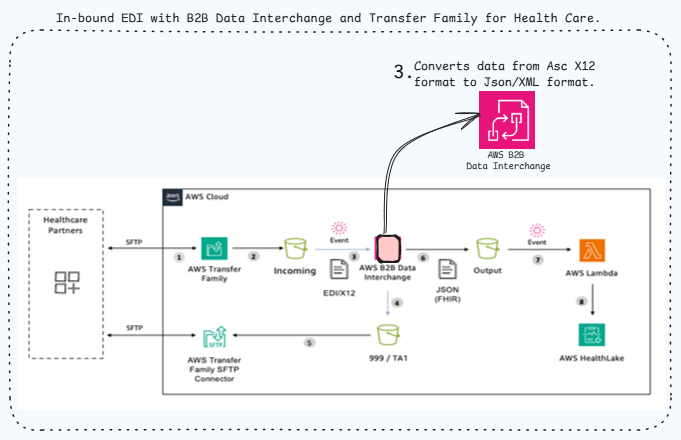 In-bound EDI with B2B Data Interchange and Transfer Family for Health Care.
3. Converts data from Asc X12
format to Json/XML format.
AWS B2B
Data Interchange
aws
AWS Cloud
Healthcare
Partners
SFTP
1
AWS Transfer
Family
2
Incoming
Event
3
EDI/X12
AWS B2B Data
Interchange
6
JSON
(FHIR)
Output
Event
7
AWS Lambda
4
8
SFTP
SFTP
AWS Transfer
Family SFTP
Connector
5
999 / TA1
AWS HealthLake